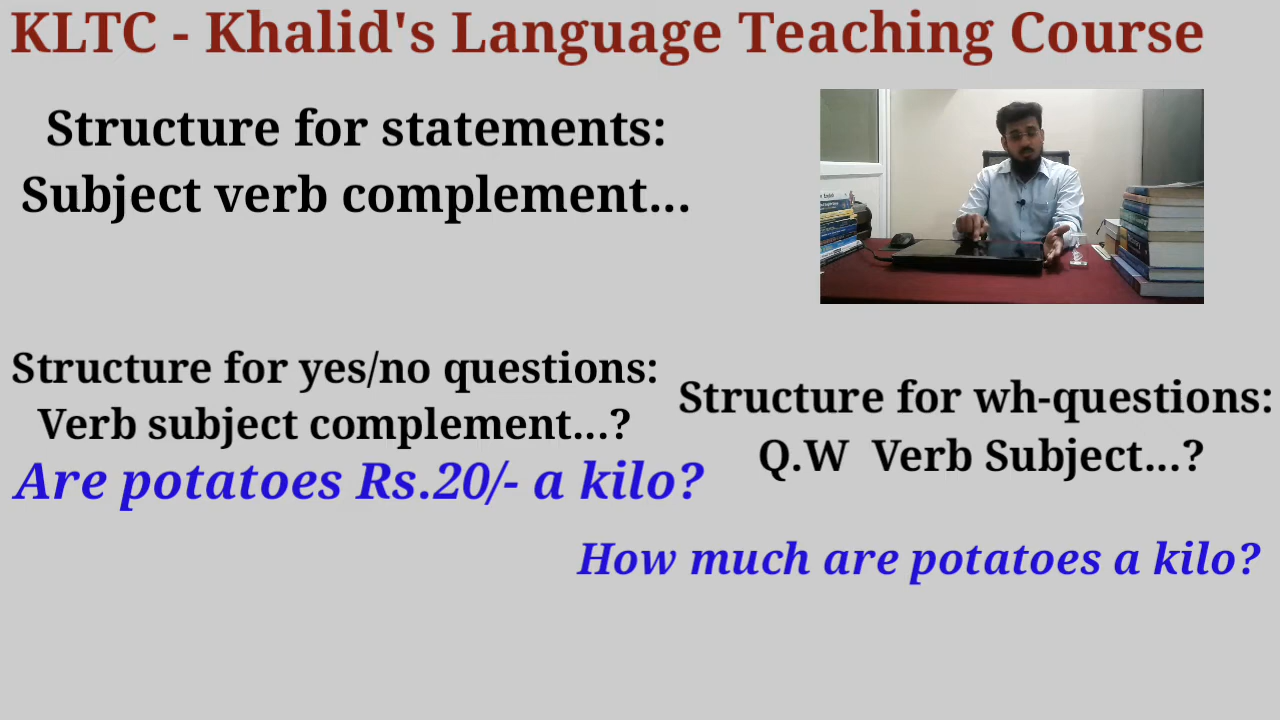 KLTC - Khalid's Language Teaching Course
Structure for statements:
Subject verb complement...
Structure for yes/no questions:
Verb subject complement...?
Are potatoes Rs.20/- a kilo?
Structure for wh-questions:
Q.W Verb Subject...?
How much are potatoes a kilo?